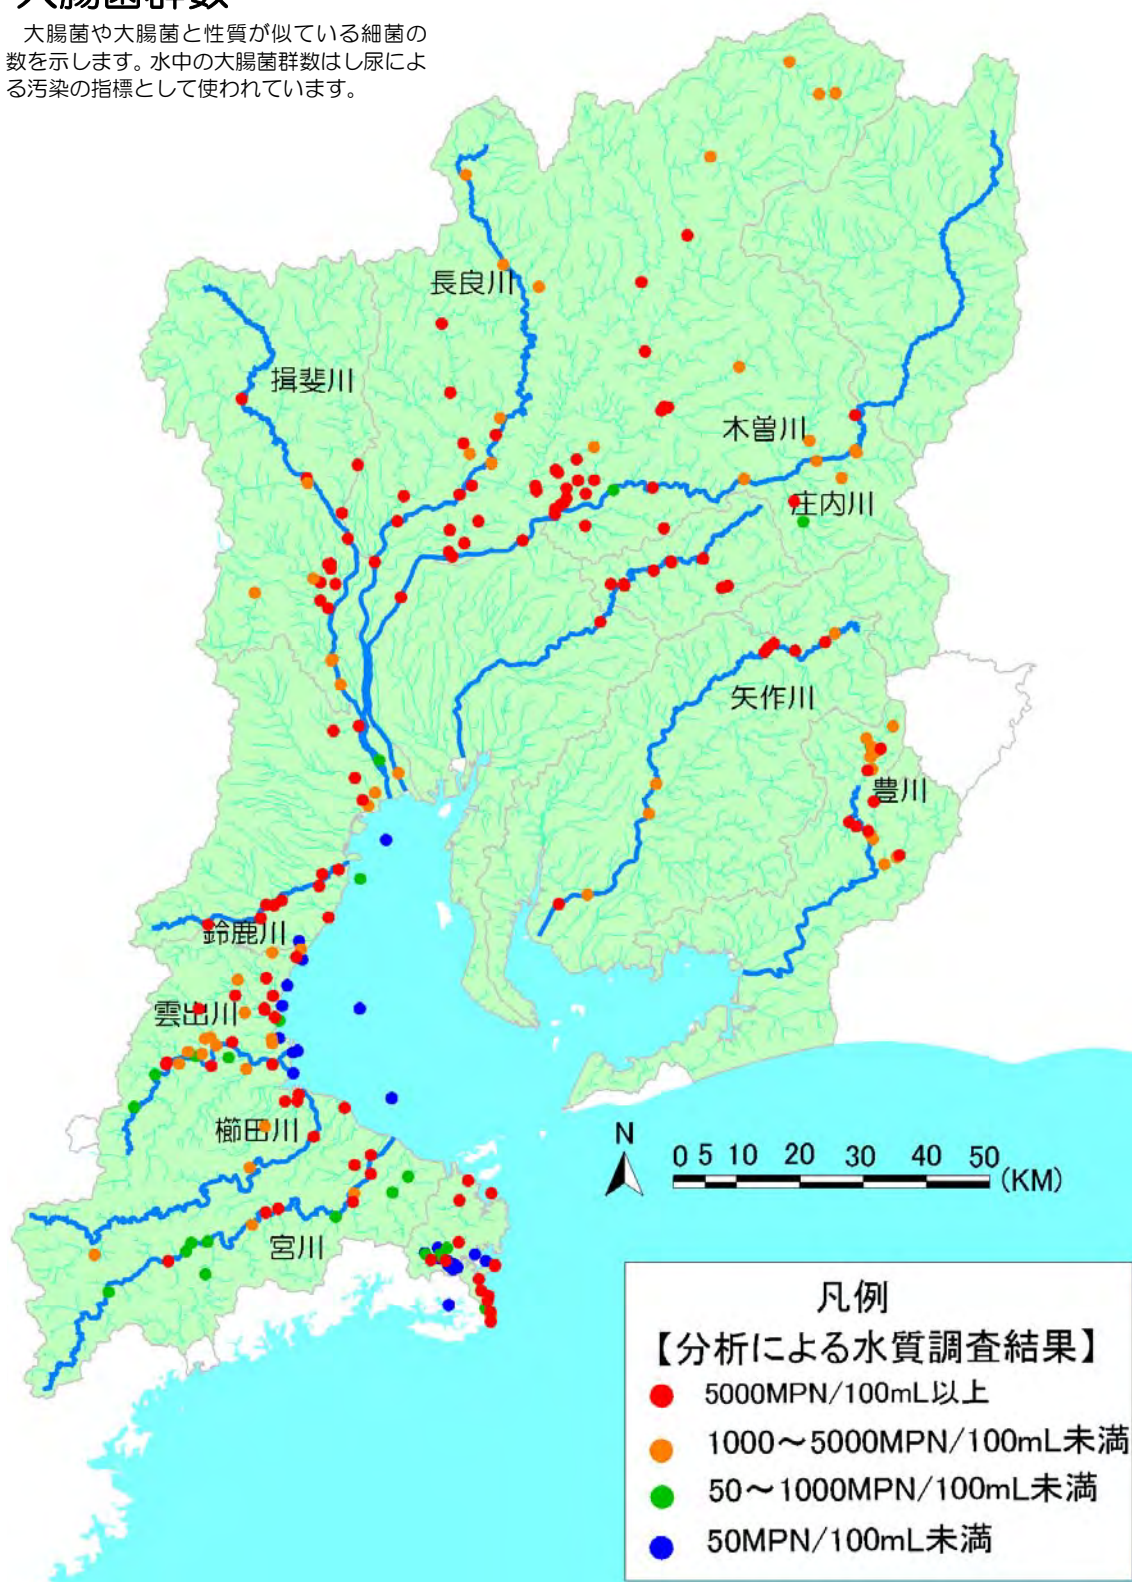 大腸菌群数
大腸菌や大腸菌と性質が似ている細菌の
数を示します。水中の大腸菌群数はし尿によ
る汚染の指標として使われています。
長良川
揖斐川
木曽川
庄内川
矢作川
豊川
鈴鹿川
雲出川
櫛田川
宮川
N
0 5 10 20 30 40 50
(KM)
凡例
【分析による水質調査結果】
5000MPN/100mL以上
1000～5000MPN/100mL未満
50～1000MPN/100mL未満
50MPN/100mL未満